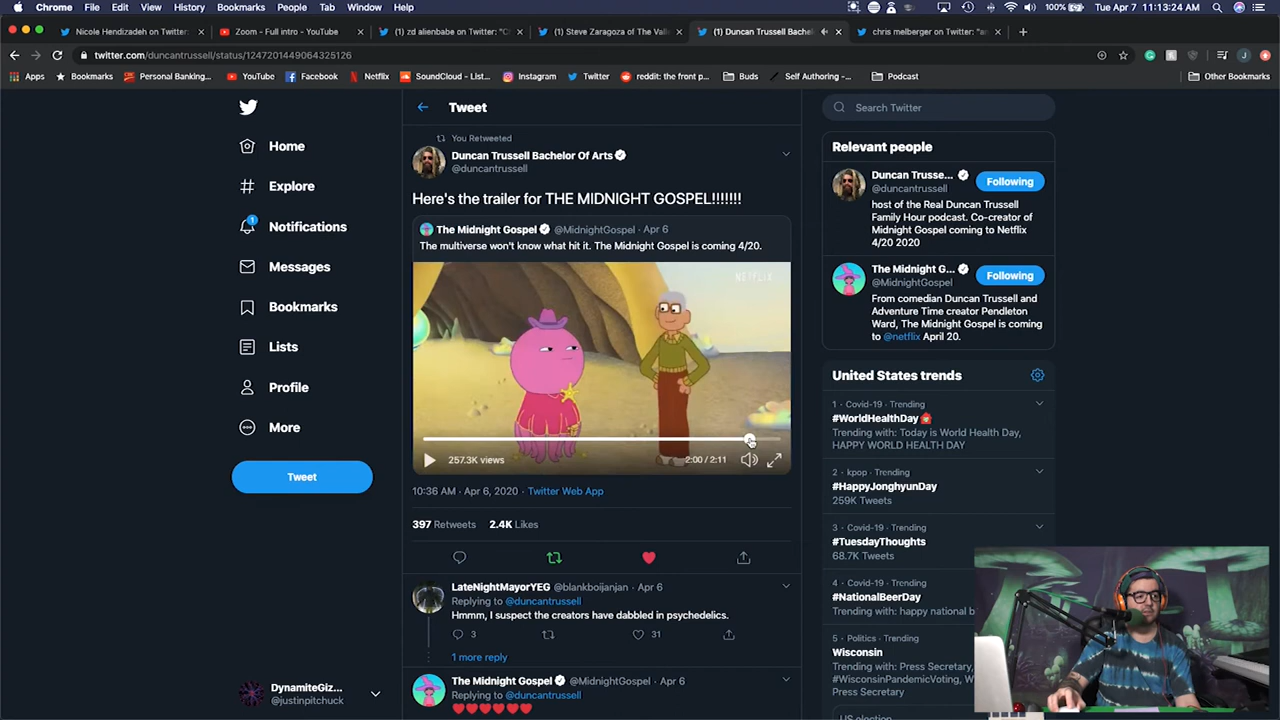 Chrome File Edit View History Bookmarks People Tab Window Help
100% Tue Apr 7 11:13:24 AM
Nicole Hendizadeh on Twitter:
Zoom - Full intro - YouTube
(1) zd alienbabe on Twitter: "C
(1) Steve Zaragoza of The Vall
(1) Duncan Trussell Bachel
chris melberger on Twitter: "as
twitter.com/duncantrussell/status/1247201449064325126
Apps
Bookmarks
Personal Banking...
YouTube
Facebook
Netflix
SoundCloud - List...
Instagram
Twitter
reddit: the front p...
Buds
Self Authoring -...
Podcast
Other Bookmarks
Home
Explore
1
Notifications
Messages
Bookmarks
Lists
Profile
More
Tweet
DynamiteGiz...
@justinpitchuck
Tweet
You Retweeted
Duncan Trussell Bachelor Of Arts
@duncantrussell
Here's the trailer for THE MIDNIGHT GOSPEL!!!!!!!
The Midnight Gospel @MidnightGospel · Apr 6
The multiverse won't know what hit it. The Midnight Gospel is coming 4/20.
NETFLIX
257.3K views
2:00 / 2:11
10:36 AM · Apr 6, 2020 · Twitter Web App
397 Retweets 2.4K Likes
LateNightMayorYEG @blankboijanjan · Apr 6
Replying to @duncantrussell
Hmmm, I suspect the creators have dabbled in psychedelics.
3
31
1 more reply
The Midnight Gospel @MidnightGospel · Apr 6
Replying to @duncantrussell
Search Twitter
Relevant people
Duncan Trusse...
@duncantrussell
Following
host of the Real Duncan Trussell
Family Hour podcast. Co-creator of
Midnight Gospel coming to Netflix
4/20 2020
The Midnight G...
@MidnightGospel
Following
From comedian Duncan Trussell and
Adventure Time creator Pendleton
Ward, The Midnight Gospel is coming
to @netflix April 20.
United States trends
1 · Covid-19 · Trending
#WorldHealthDay
Trending with: Today is World Health Day,
HAPPY WORLD HEALTH DAY
2 · kpop · Trending
#HappyJonghyunDay
259K Tweets
3 · Covid-19 · Trending
#TuesdayThoughts
68.7K Tweets
4 · Covid-19 · Trending
#NationalBeerDay
Trending with: happy national b
5 · Politics · Trending
Wisconsin
Trending with: Press Secretary,
#WisconsinPandemicVoting, W
Press Secretary
US election